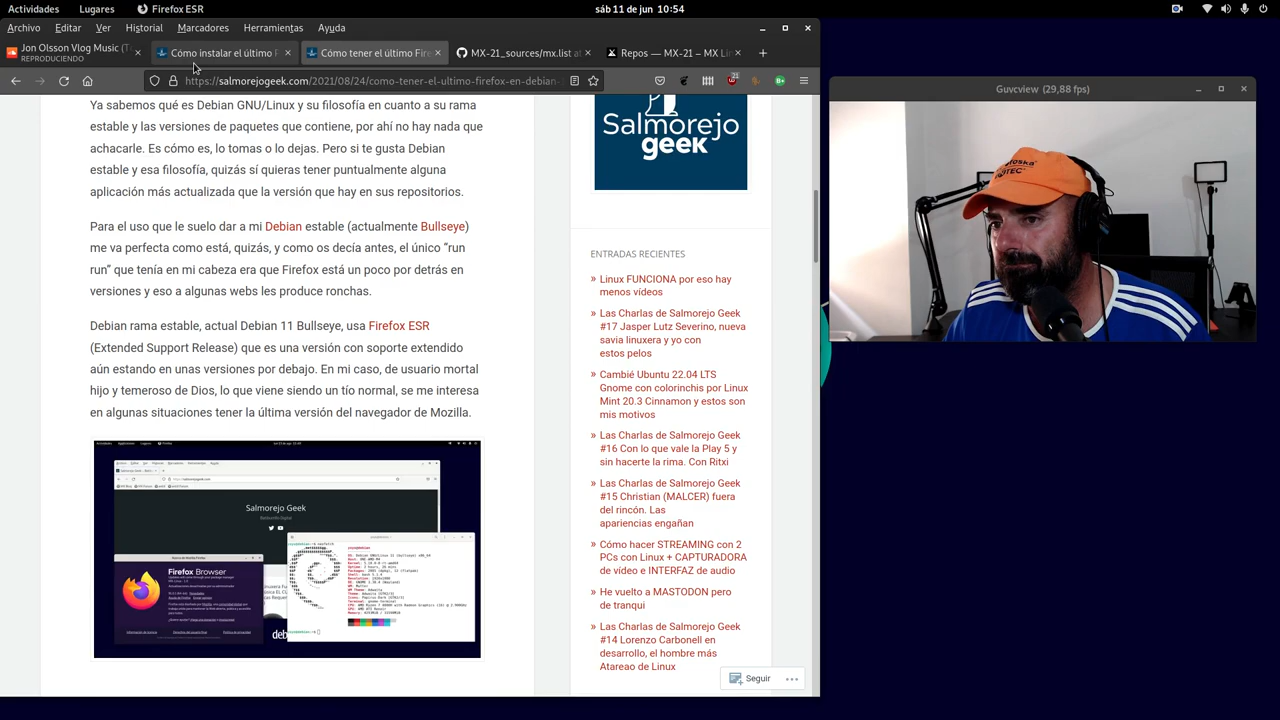 Actividades Lugares Firefox ESR sáb 11 de jun 10:54
Archivo Editar Ver Historial Marcadores Herramientas Ayuda
Jon Olsson Vlog Music (T
REPRODUCIENDO
Cómo instalar el último
Cómo tener el último Fire
MX-21_sources/mx.list at
Repos — MX-21 – MX Lin
https://salmorejogeek.com/2021/08/24/como-tener-el-ultimo-firefox-en-debian-
21
Guvcview (29,88 fps)
Ya sabemos qué es Debian GNU/Linux y su filosofía en cuanto a su rama
estable y las versiones de paquetes que contiene, por ahí no hay nada que
achacarle. Es cómo es, lo tomas o lo dejas. Pero si te gusta Debian
estable y esa filosofía, quizás sí quieras tener puntualmente alguna
aplicación más actualizada que la versión que hay en sus repositorios.
Para el uso que le suelo dar a mi Debian estable (actualmente Bullseye)
me va perfecta como está, quizás, y como os decía antes, el único “run
run” que tenía en mi cabeza era que Firefox está un poco por detrás en
versiones y eso a algunas webs les produce ronchas.
Debian rama estable, actual Debian 11 Bullseye, usa Firefox ESR
(Extended Support Release) que es una versión con soporte extendido
aún estando en unas versiones por debajo. En mi caso, de usuario mortal
hijo y temeroso de Dios, lo que viene siendo un tío normal, se me interesa
en algunas situaciones tener la última versión del navegador de Mozilla.
Salmorejo Geek
Firefox Browser
Salmorejo
geek
ENTRADAS RECIENTES
» Linux FUNCIONA por eso hay
menos vídeos
» Las Charlas de Salmorejo Geek
#17 Jasper Lutz Severino, nueva
savia linuxera y yo con
estos pelos
» Cambié Ubuntu 22.04 LTS
Gnome con colorinchis por Linux
Mint 20.3 Cinnamon y estos son
mis motivos
» Las Charlas de Salmorejo Geek
#16 Con lo que vale la Play 5 y
sin hacerte la rima. Con Ritxi
» Las Charlas de Salmorejo Geek
#15 Christian (MALCER) fuera
del rincón. Las
apariencias engañan
» Cómo hacer STREAMING con 2
PCs con Linux + CAPTURADORA
de vídeo e INTERFAZ de audio
» He vuelto a MASTODON pero
de tranqui
» Las Charlas de Salmorejo Geek
#14 Lorenzo Carbonell en
desarrollo, el hombre más
Atareao de Linux
Seguir